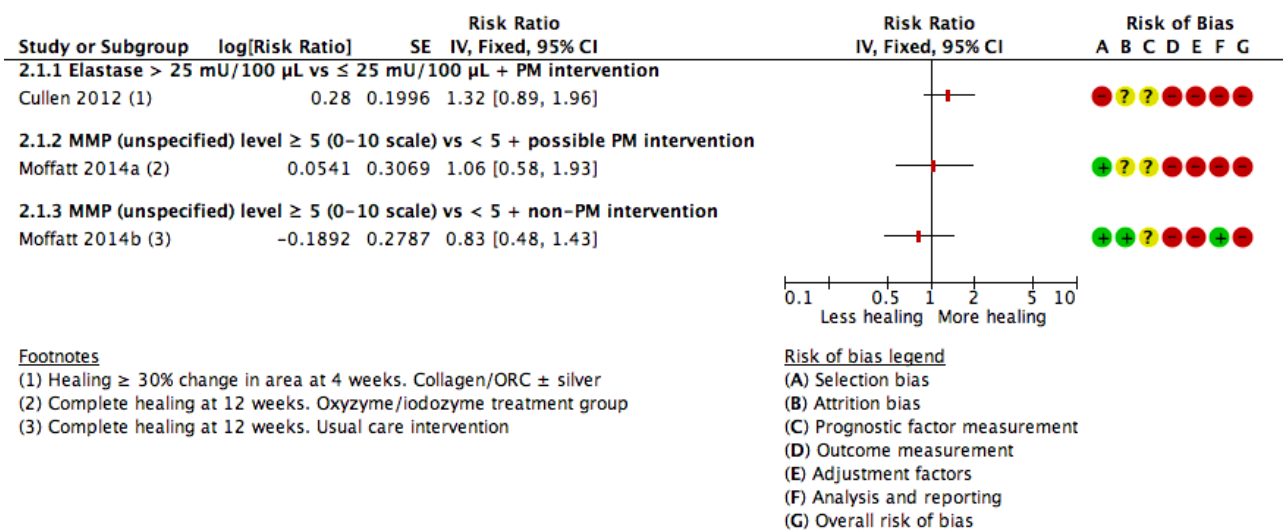 Risk Ratio Risk Ratio Risk of Bias
Study or Subgroup log[Risk Ratio] SE IV, Fixed, 95% CI IV, Fixed, 95% CI A B C D E F G
2.1.1 Elastase > 25 mU/100 µL vs ≤ 25 mU/100 µL + PM intervention
Cullen 2012 (1) 0.28 0.1996 1.32 [0.89, 1.96] - ? ? - - - -
2.1.2 MMP (unspecified) level ≥ 5 (0-10 scale) vs < 5 + possible PM intervention
Moffatt 2014a (2) 0.0541 0.3069 1.06 [0.58, 1.93] + ? ? - - - -
2.1.3 MMP (unspecified) level ≥ 5 (0-10 scale) vs < 5 + non-PM intervention
Moffatt 2014b (3) -0.1892 0.2787 0.83 [0.48, 1.43] + + ? - - + -
0.1 0.5 1 2 5 10
Less healing More healing
Footnotes
(1) Healing ≥ 30% change in area at 4 weeks. Collagen/ORC ± silver
(2) Complete healing at 12 weeks. Oxyzyme/iodozyme treatment group
(3) Complete healing at 12 weeks. Usual care intervention
Risk of bias legend
(A) Selection bias
(B) Attrition bias
(C) Prognostic factor measurement
(D) Outcome measurement
(E) Adjustment factors
(F) Analysis and reporting
(G) Overall risk of bias